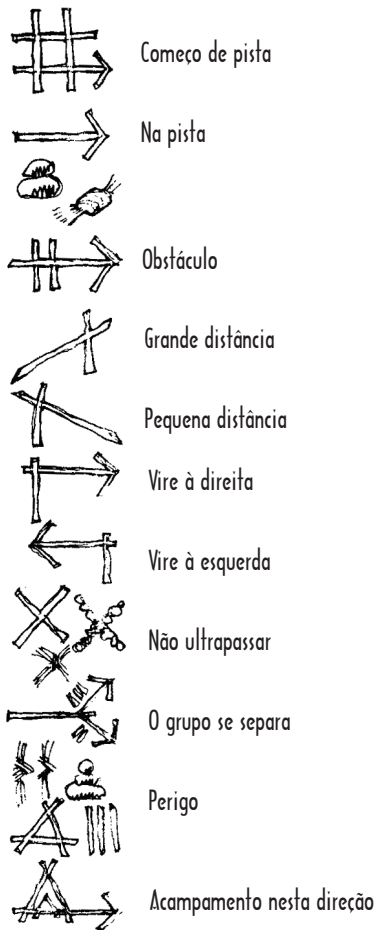 Começo de pista
Na pista
Obstáculo
Grande distância
Pequena distância
Vire à direita
Vire à esquerda
Não ultrapassar
O grupo se separa
Perigo
Acampamento nesta direção